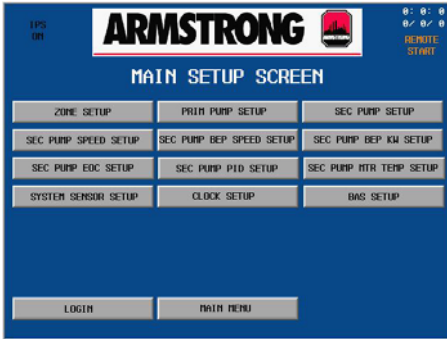 IPS
ON
ARMSTRONG
0: 0: 0
0/ 0/ 0
REMOTE
START
MAIN SETUP SCREEN
ZONE SETUP
PRIM PUMP SETUP
SEC PUMP SETUP
SEC PUMP SPEED SETUP
SEC PUMP BEP SPEED SETUP
SEC PUMP BEP KW SETUP
SEC PUMP EOC SETUP
SEC PUMP PID SETUP
SEC PUMP MTR TEMP SETUP
SYSTEM SENSOR SETUP
CLOCK SETUP
BAS SETUP
LOGIN
MAIN MENU